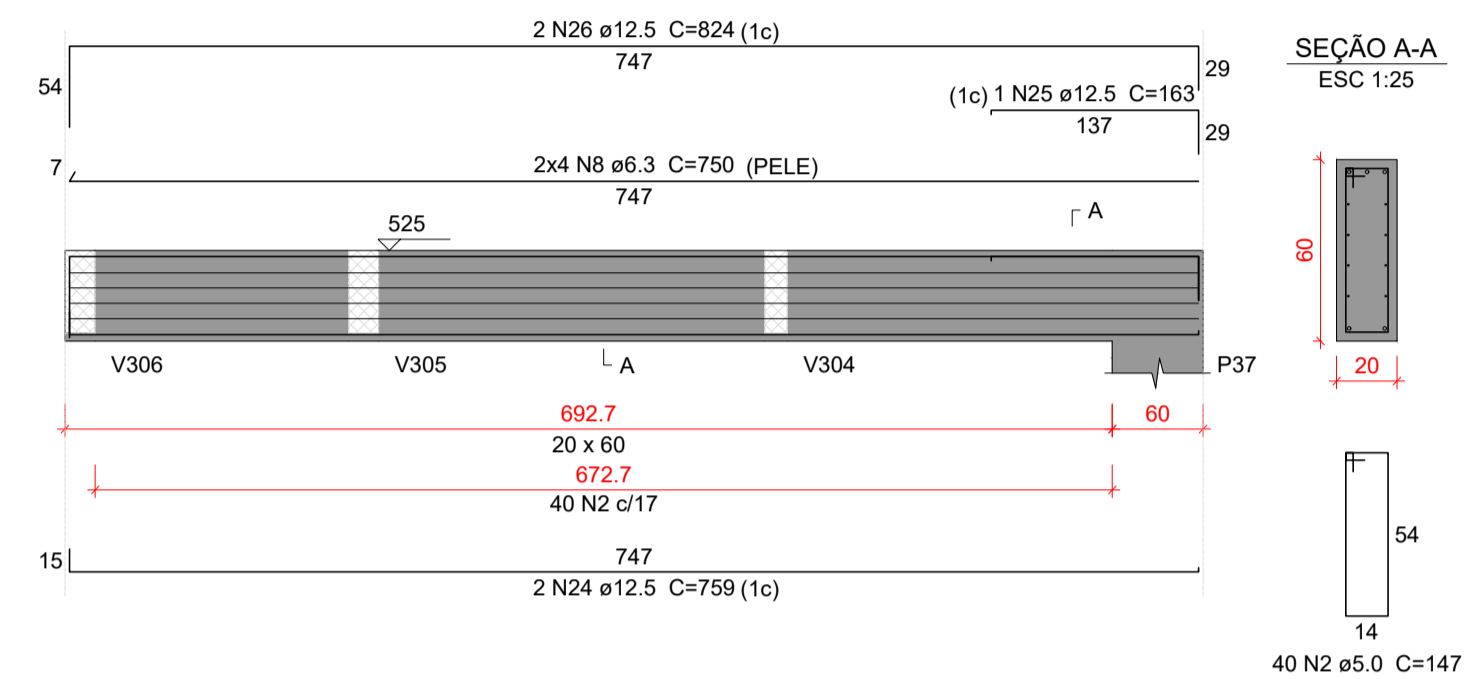 2 N26 ø12.5 C=824 (1c)
747
54
29
SEÇÃO A-A
ESC 1:25
(1c) 1 N25 ø12.5 C=163
137
29
7
2x4 N8 ø6.3 C=750 (PELE)
747
A
525
60
20
V306
V305
A
V304
P37
692.7
60
20 x 60
672.7
40 N2 c/17
15
747
2 N24 ø12.5 C=759 (1c)
54
14
40 N2 ø5.0 C=147